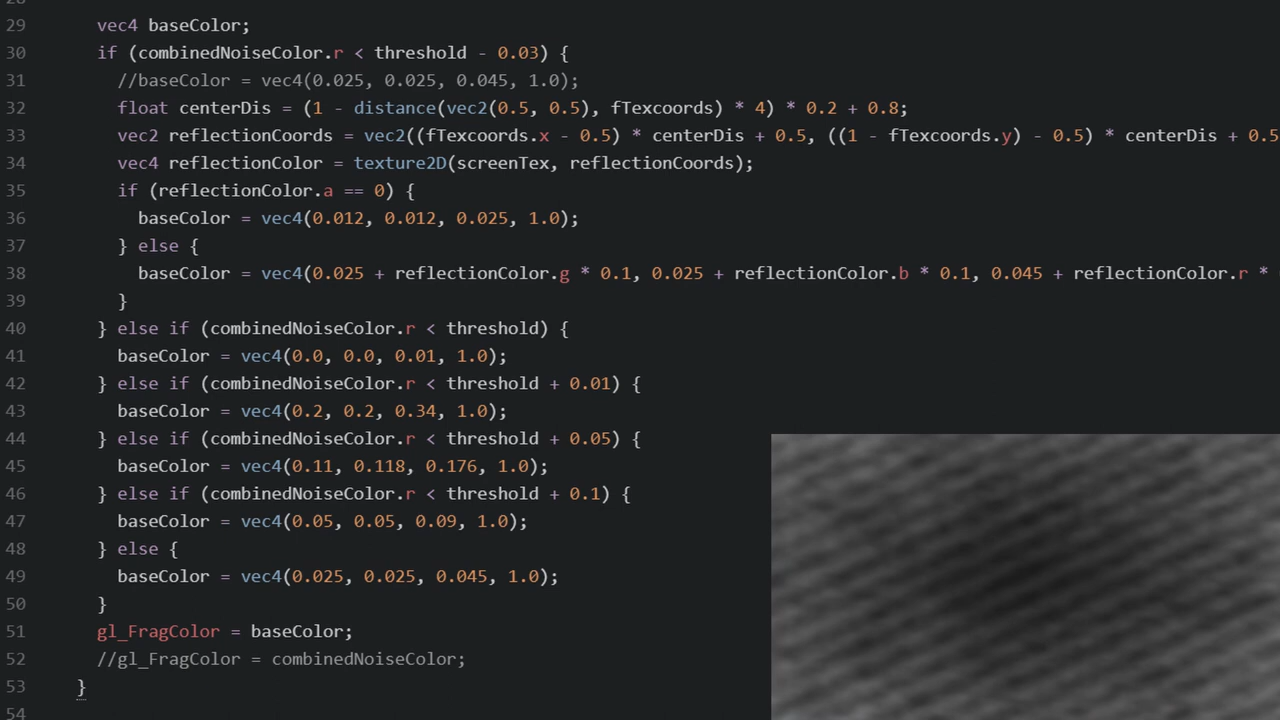 28
29 vec4 baseColor;
30 if (combinedNoiseColor.r < threshold - 0.03) {
31 //baseColor = vec4(0.025, 0.025, 0.045, 1.0);
32 float centerDis = (1 - distance(vec2(0.5, 0.5), fTexcoords) * 4) * 0.2 + 0.8;
33 vec2 reflectionCoords = vec2((fTexcoords.x - 0.5) * centerDis + 0.5, ((1 - fTexcoords.y) - 0.5) * centerDis + 0.5
34 vec4 reflectionColor = texture2D(screenTex, reflectionCoords);
35 if (reflectionColor.a == 0) {
36 baseColor = vec4(0.012, 0.012, 0.025, 1.0);
37 } else {
38 baseColor = vec4(0.025 + reflectionColor.g * 0.1, 0.025 + reflectionColor.b * 0.1, 0.045 + reflectionColor.r *
39 }
40 } else if (combinedNoiseColor.r < threshold) {
41 baseColor = vec4(0.0, 0.0, 0.01, 1.0);
42 } else if (combinedNoiseColor.r < threshold + 0.01) {
43 baseColor = vec4(0.2, 0.2, 0.34, 1.0);
44 } else if (combinedNoiseColor.r < threshold + 0.05) {
45 baseColor = vec4(0.11, 0.118, 0.176, 1.0);
46 } else if (combinedNoiseColor.r < threshold + 0.1) {
47 baseColor = vec4(0.05, 0.05, 0.09, 1.0);
48 } else {
49 baseColor = vec4(0.025, 0.025, 0.045, 1.0);
50 }
51 gl_FragColor = baseColor;
52 //gl_FragColor = combinedNoiseColor;
53 }
54